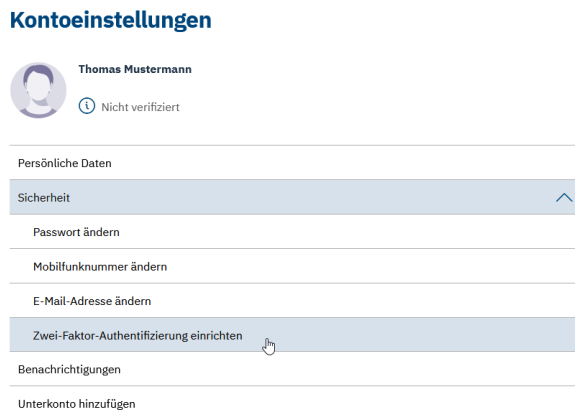 Kontoeinstellungen
Thomas Mustermann
Nicht verifiziert
Persönliche Daten
Sicherheit
Passwort ändern
Mobilfunknummer ändern
E-Mail-Adresse ändern
Zwei-Faktor-Authentifizierung einrichten
Benachrichtigungen
Unterkonto hinzufügen